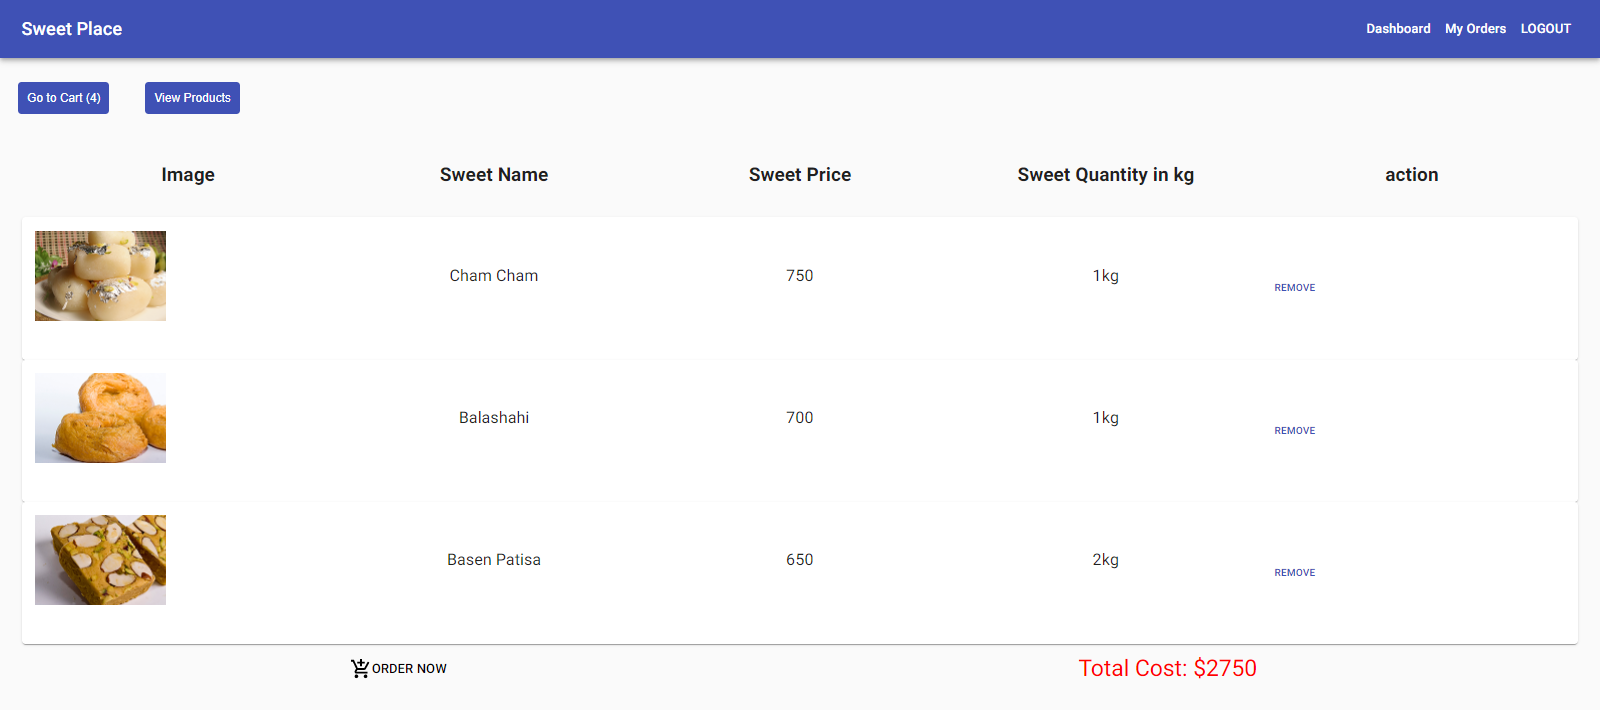 Sweet Place
Dashboard My Orders LOGOUT
Go to Cart (4) View Products
Image Sweet Name Sweet Price Sweet Quantity in kg action
Cham Cham 750 1kg REMOVE
Balashahi 700 1kg REMOVE
Basen Patisa 650 2kg REMOVE
ORDER NOW Total Cost: $2750